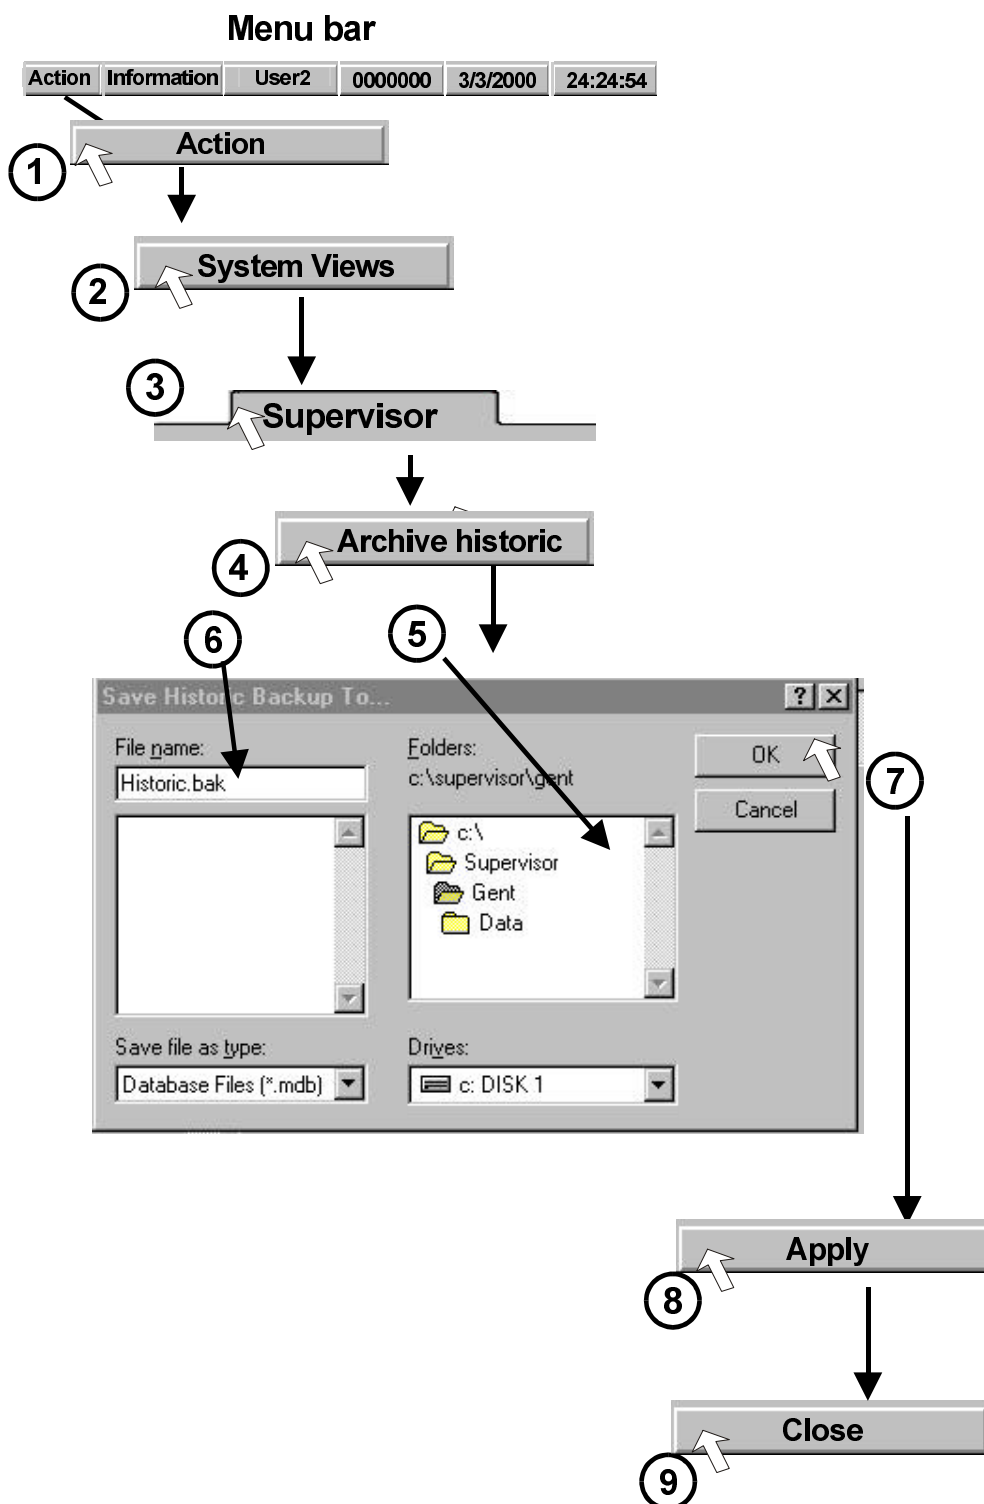 Menu bar
Action Information User2 0000000 3/3/2000 24:24:54
Action
1
System Views
2
3
Supervisor
Archive historic
4
6
5
Save Historic Backup To...
File name:
Folders:
OK
Historic.bak
c:\supervisor\gent
7
Cancel
c:\
Supervisor
Gent
Data
Save file as type:
Drives:
Database Files (*.mdb)
c: DISK 1
Apply
8
Close
9